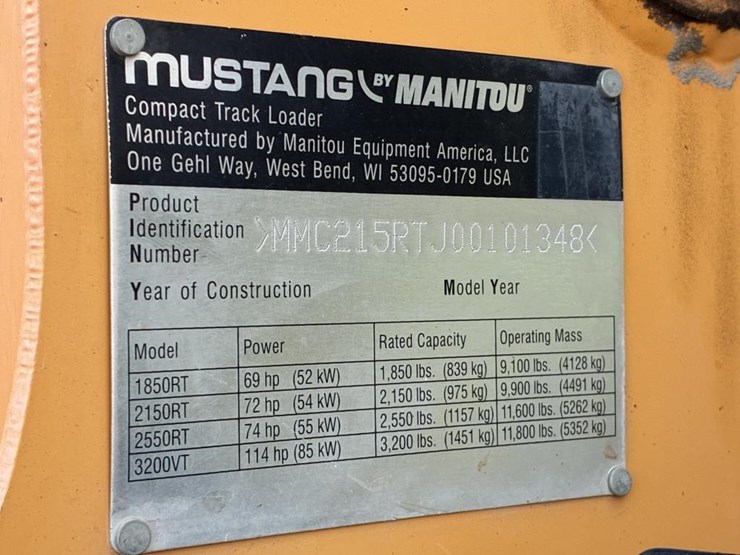 mUSTANG BY MANITOU®
Compact Track Loader
Manufactured by Manitou Equipment America, LLC
One Gehl Way, West Bend, WI 53095-0179 USA
Product
Identification
Number
>MMC215RTJ00101348<
Year of Construction Model Year
Model Power Rated Capacity Operating Mass
1850RT 69 hp (52 kW) 1,850 lbs. (839 kg) 9,100 lbs. (4128 kg)
2150RT 72 hp (54 kW) 2,150 lbs. (975 kg) 9,900 lbs. (4491 kg)
2550RT 74 hp (55 kW) 2,550 lbs. (1157 kg) 11,600 lbs. (5262 kg)
3200VT 114 hp (85 kW) 3,200 lbs. (1451 kg) 11,800 lbs. (5352 kg)